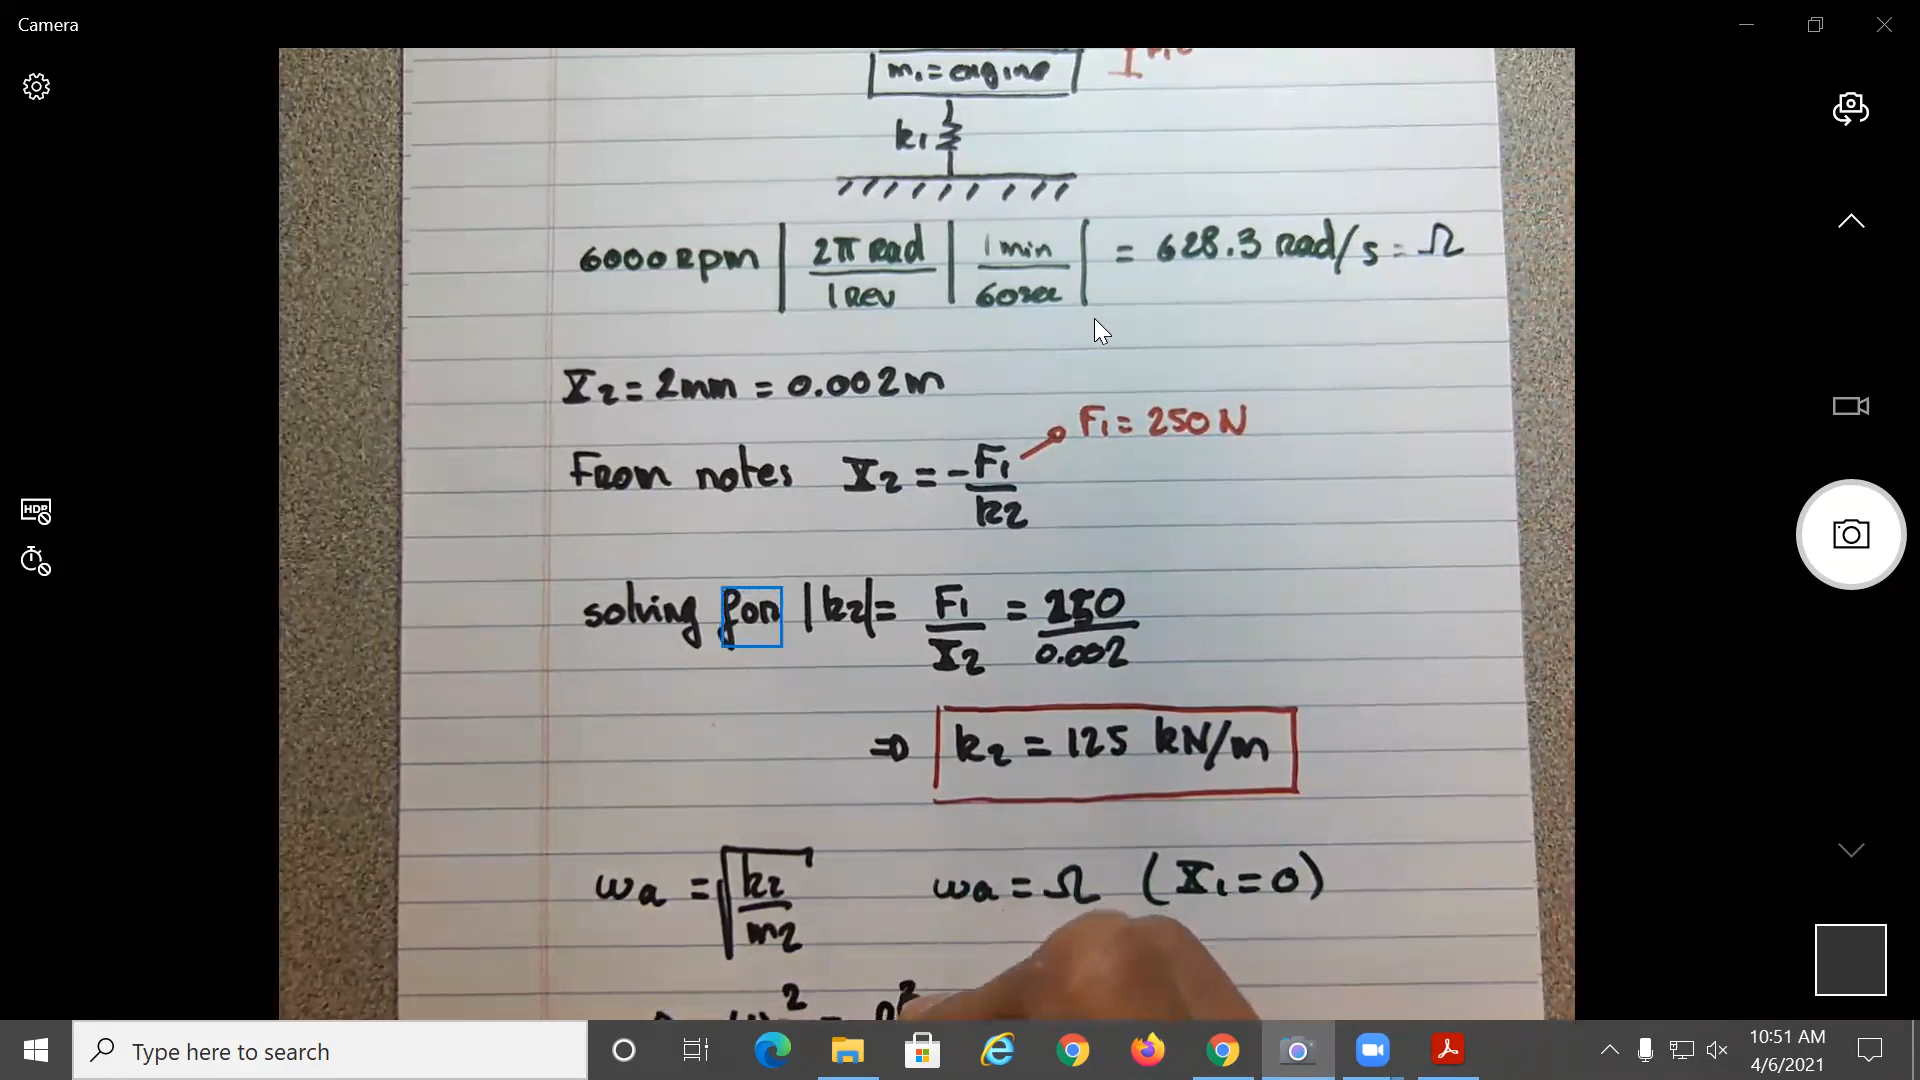 Camera
m₁ = engine
k₁
6000 Rpm | 2π Rad / 1 Rev | 1 min / 60 sec | = 628.3 rad/s = Ω
X₂ = 2mm = 0.002m
F₁ = 250 N
From notes X₂ = -F₁/k₂
solving for |k₂| = F₁/X₂ = 250/0.002
⇒ k₂ = 125 kN/m
ωa = √(k₂/m₂) ωa = Ω (X₁ = 0)
HDR
Type here to search
10:51 AM
4/6/2021